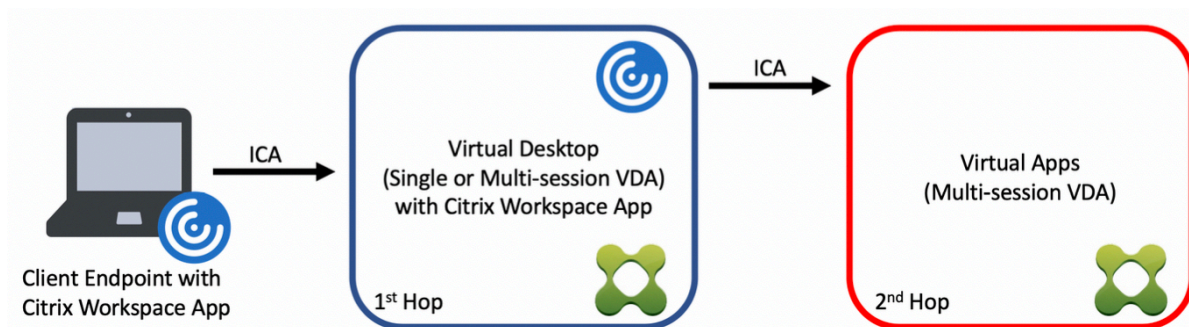 Client Endpoint with
Citrix Workspace App
ICA
Virtual Desktop
(Single or Multi-session VDA)
with Citrix Workspace App
1st Hop
ICA
Virtual Apps
(Multi-session VDA)
2nd Hop